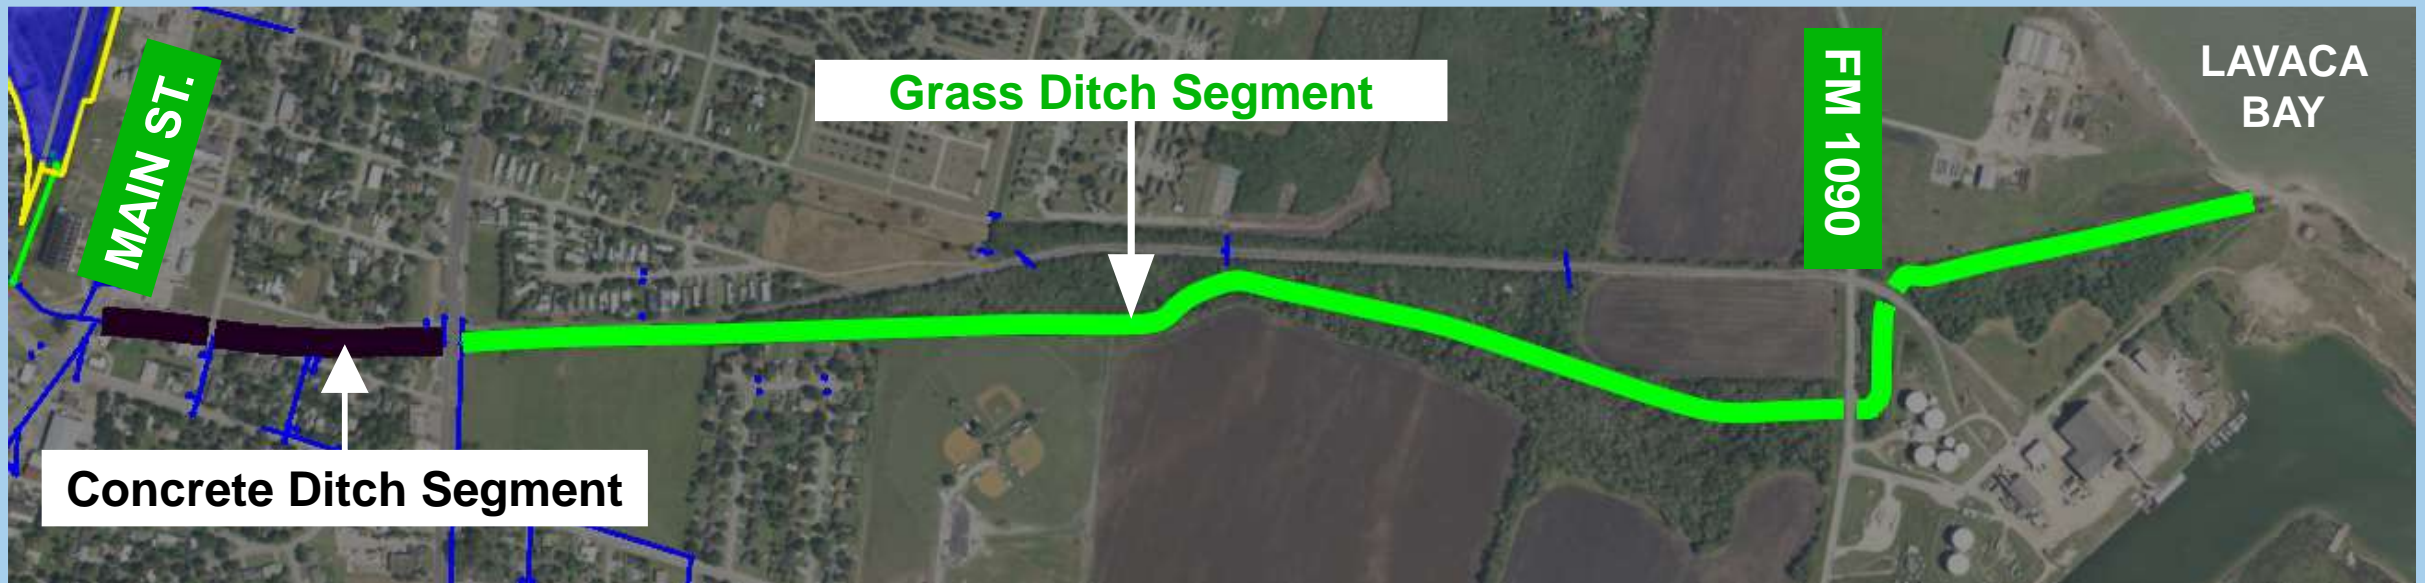 MAIN ST.
Grass Ditch Segment
FM 1090
LAVACA
BAY
Concrete Ditch Segment